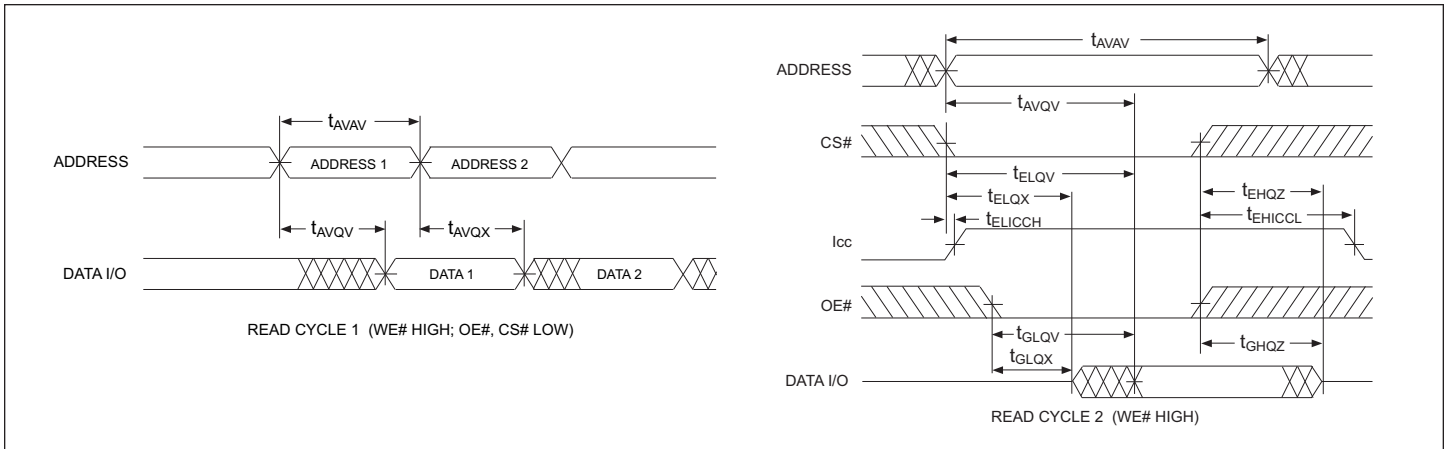 tAVAV
ADDRESS
ADDRESS 1
ADDRESS 2
tAVQV
tAVQX
DATA I/O
DATA 1
DATA 2
READ CYCLE 1 (WE# HIGH; OE#, CS# LOW)
tAVAV
ADDRESS
tAVQV
CS#
tELQV
tELQX
tEHQZ
tELICCH
tEHICCL
Icc
OE#
tGLQV
tGHQZ
tGLQX
DATA I/O
READ CYCLE 2 (WE# HIGH)